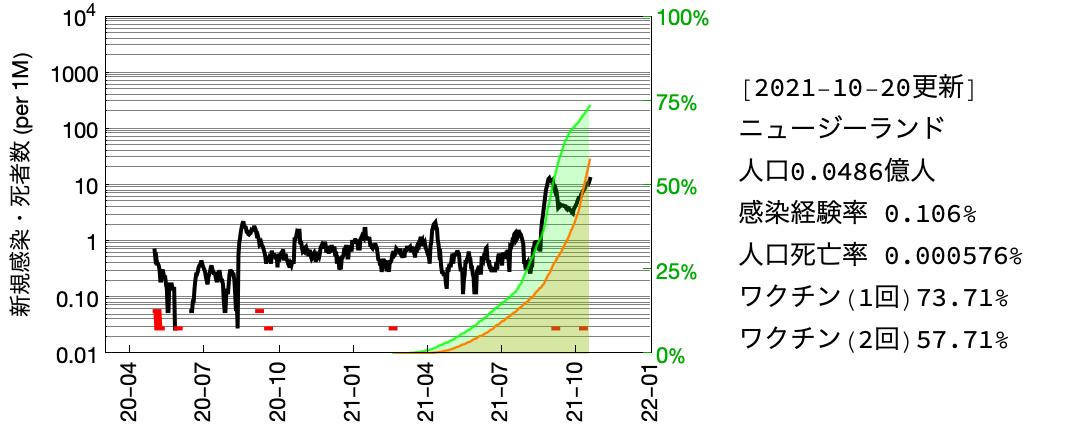 新規感染・死者数 (per 1M)
10^4
1000
100
10
1
0.10
0.01
100%
75%
50%
25%
0%
20-04
20-07
20-10
21-01
21-04
21-07
21-10
22-01
[2021-10-20更新]
ニュージーランド
人口0.0486億人
感染経験率 0.106%
人口死亡率 0.000576%
ワクチン(1回)73.71%
ワクチン(2回)57.71%